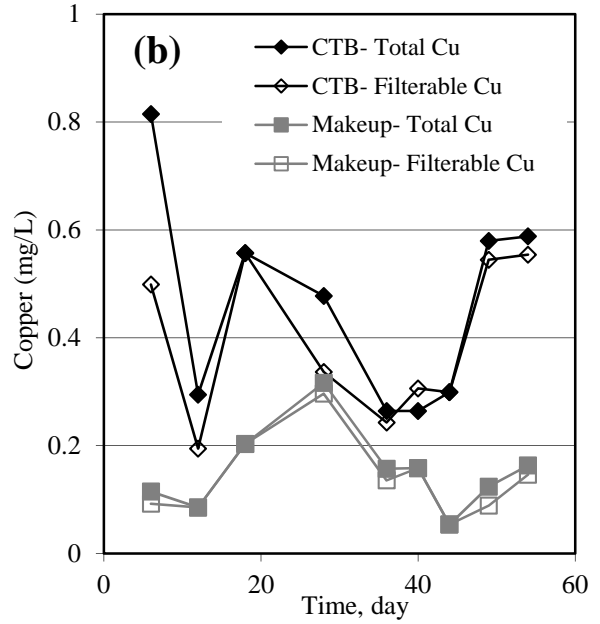 1
(b)
CTB- Total Cu
CTB- Filterable Cu
Makeup- Total Cu
Makeup- Filterable Cu
0.8
0.6
0.4
0.2
0
Copper (mg/L)
0 20 40 60
Time, day